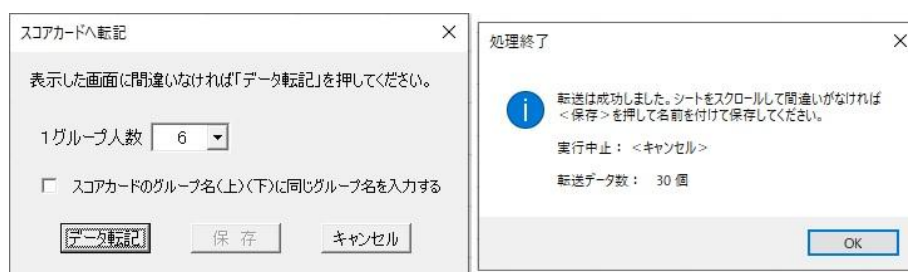 スコアカードへ転記
表示した画面に間違いなければ「データ転記」を押してください。
1グループ人数 6
スコアカードのグループ名(上)(下)に同じグループ名を入力する
データ転記 保 存 キャンセル
処理終了
転送は成功しました。シートをスクロールして間違いがなければ
<保存>を押して名前を付けて保存してください。
実行中止: <キャンセル>
転送データ数: 30 個
OK